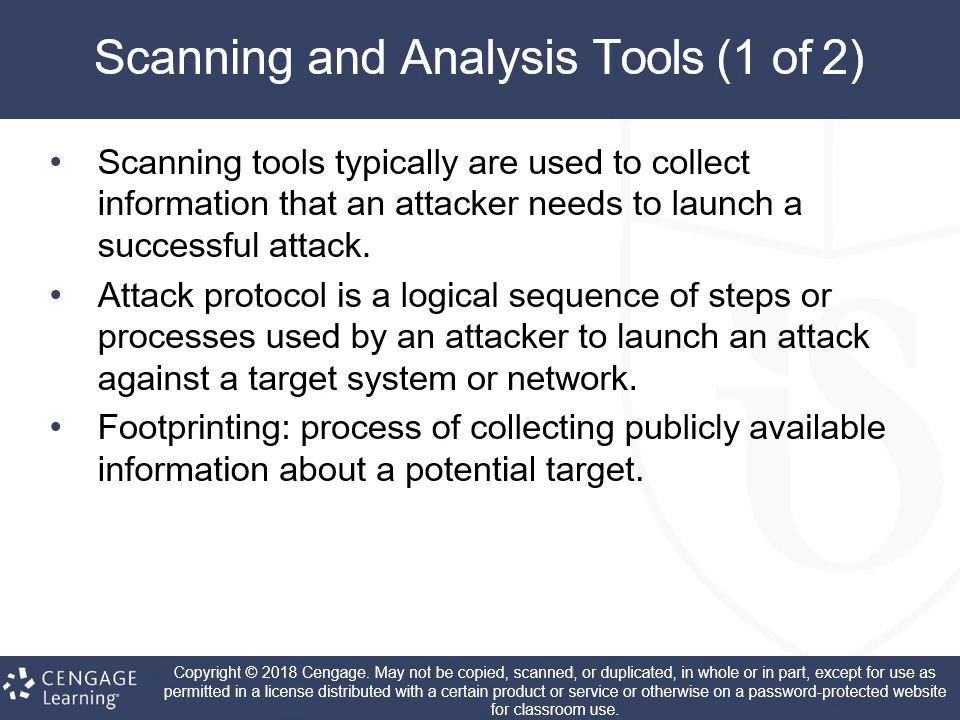 Scanning and Analysis Tools (1 of 2)
• Scanning tools typically are used to collect
information that an attacker needs to launch a
successful attack.
• Attack protocol is a logical sequence of steps or
processes used by an attacker to launch an attack
against a target system or network.
• Footprinting: process of collecting publicly available
information about a potential target.
CENGAGE
Learning®
Copyright © 2018 Cengage. May not be copied, scanned, or duplicated, in whole or in part, except for use as
permitted in a license distributed with a certain product or service or otherwise on a password-protected website
for classroom use.